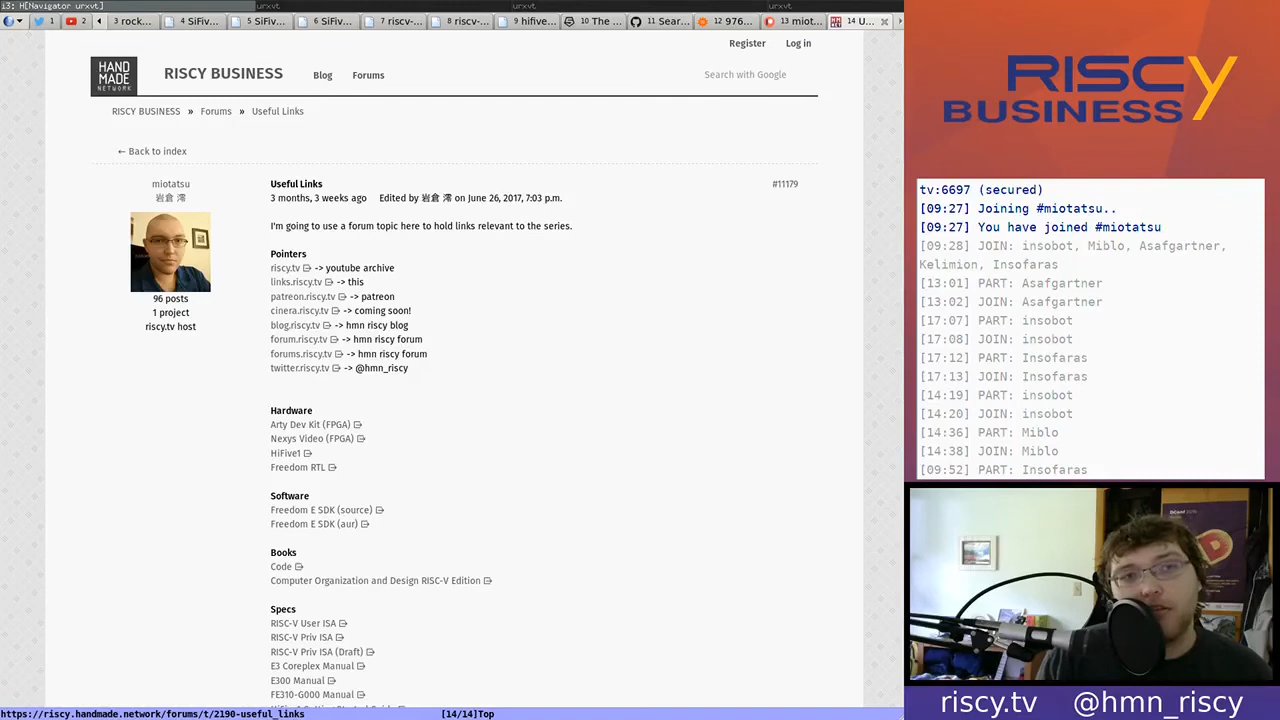 i3: H[Navigator urxvt]
urxvt
urxvt
urxvt
1
3 rock
4 SiFive
5 SiFiv
6 SiFiv
7 riscv-
8 riscv-
9 hifive
10 The
11 Sear
12 976
13 miot
14 U...
Register
Log in
HAND MADE NETWORK
RISCY BUSINESS
Blog
Forums
Search with Google
RISCY BUSINESS » Forums » Useful Links
← Back to index
miotatsu
岩倉 澪
96 posts
1 project
riscy.tv host
Useful Links
#11179
3 months, 3 weeks ago Edited by 岩倉 澪 on June 26, 2017, 7:03 p.m.
I'm going to use a forum topic here to hold links relevant to the series.
Pointers
riscy.tv -> youtube archive
links.riscy.tv -> this
patreon.riscy.tv -> patreon
cinera.riscy.tv -> coming soon!
blog.riscy.tv -> hmn riscy blog
forum.riscy.tv -> hmn riscy forum
forums.riscy.tv -> hmn riscy forum
twitter.riscy.tv -> @hmn_riscy
Hardware
Arty Dev Kit (FPGA)
Nexys Video (FPGA)
HiFive1
Freedom RTL
Software
Freedom E SDK (source)
Freedom E SDK (aur)
Books
Code
Computer Organization and Design RISC-V Edition
Specs
RISC-V User ISA
RISC-V Priv ISA
RISC-V Priv ISA (Draft)
E3 Coreplex Manual
E300 Manual
FE310-G000 Manual
https://riscy.handmade.network/forums/t/2190-useful_links
[14/14]Top
RISCY
BUSINESS
tv:6697 (secured)
[09:27] Joining #miotatsu..
[09:27] You have joined #miotatsu
[09:28] JOIN: insobot, Miblo, Asafgartner,
Kelimion, Insofaras
[13:01] PART: Asafgartner
[13:02] JOIN: Asafgartner
[17:07] PART: insobot
[17:08] JOIN: insobot
[17:12] PART: Insofaras
[17:13] JOIN: Insofaras
[14:19] PART: insobot
[14:20] JOIN: insobot
[14:36] PART: Miblo
[14:38] JOIN: Miblo
[09:52] PART: Insofaras
riscy.tv @hmn_riscy